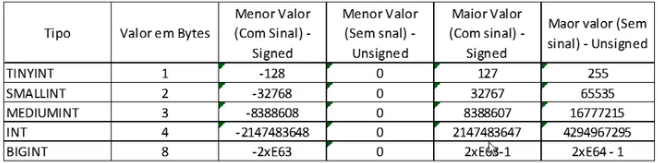 Tipo | Valor em Bytes | Menor Valor (Com Sinal) - Signed | Menor Valor (Sem snal) - Unsigned | Maior Valor (Com sinal) - Signed | Maor valor (Sem sinal) - Unsigned
TINYINT | 1 | -128 | 0 | 127 | 255
SMALLINT | 2 | -32768 | 0 | 32767 | 65535
MEDIUMINT | 3 | -8388608 | 0 | 8388607 | 16777215
INT | 4 | -2147483648 | 0 | 2147483647 | 4294967295
BIGINT | 8 | -2xE63 | 0 | 2xE63-1 | 2xE64 - 1